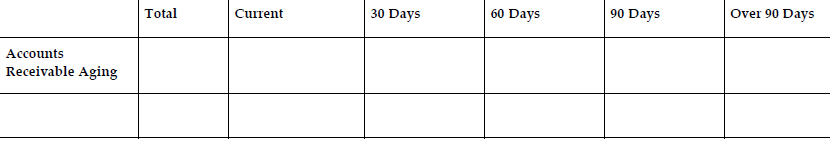 Total Current 30 Days 60 Days 90 Days Over 90 Days
Accounts
Receivable Aging